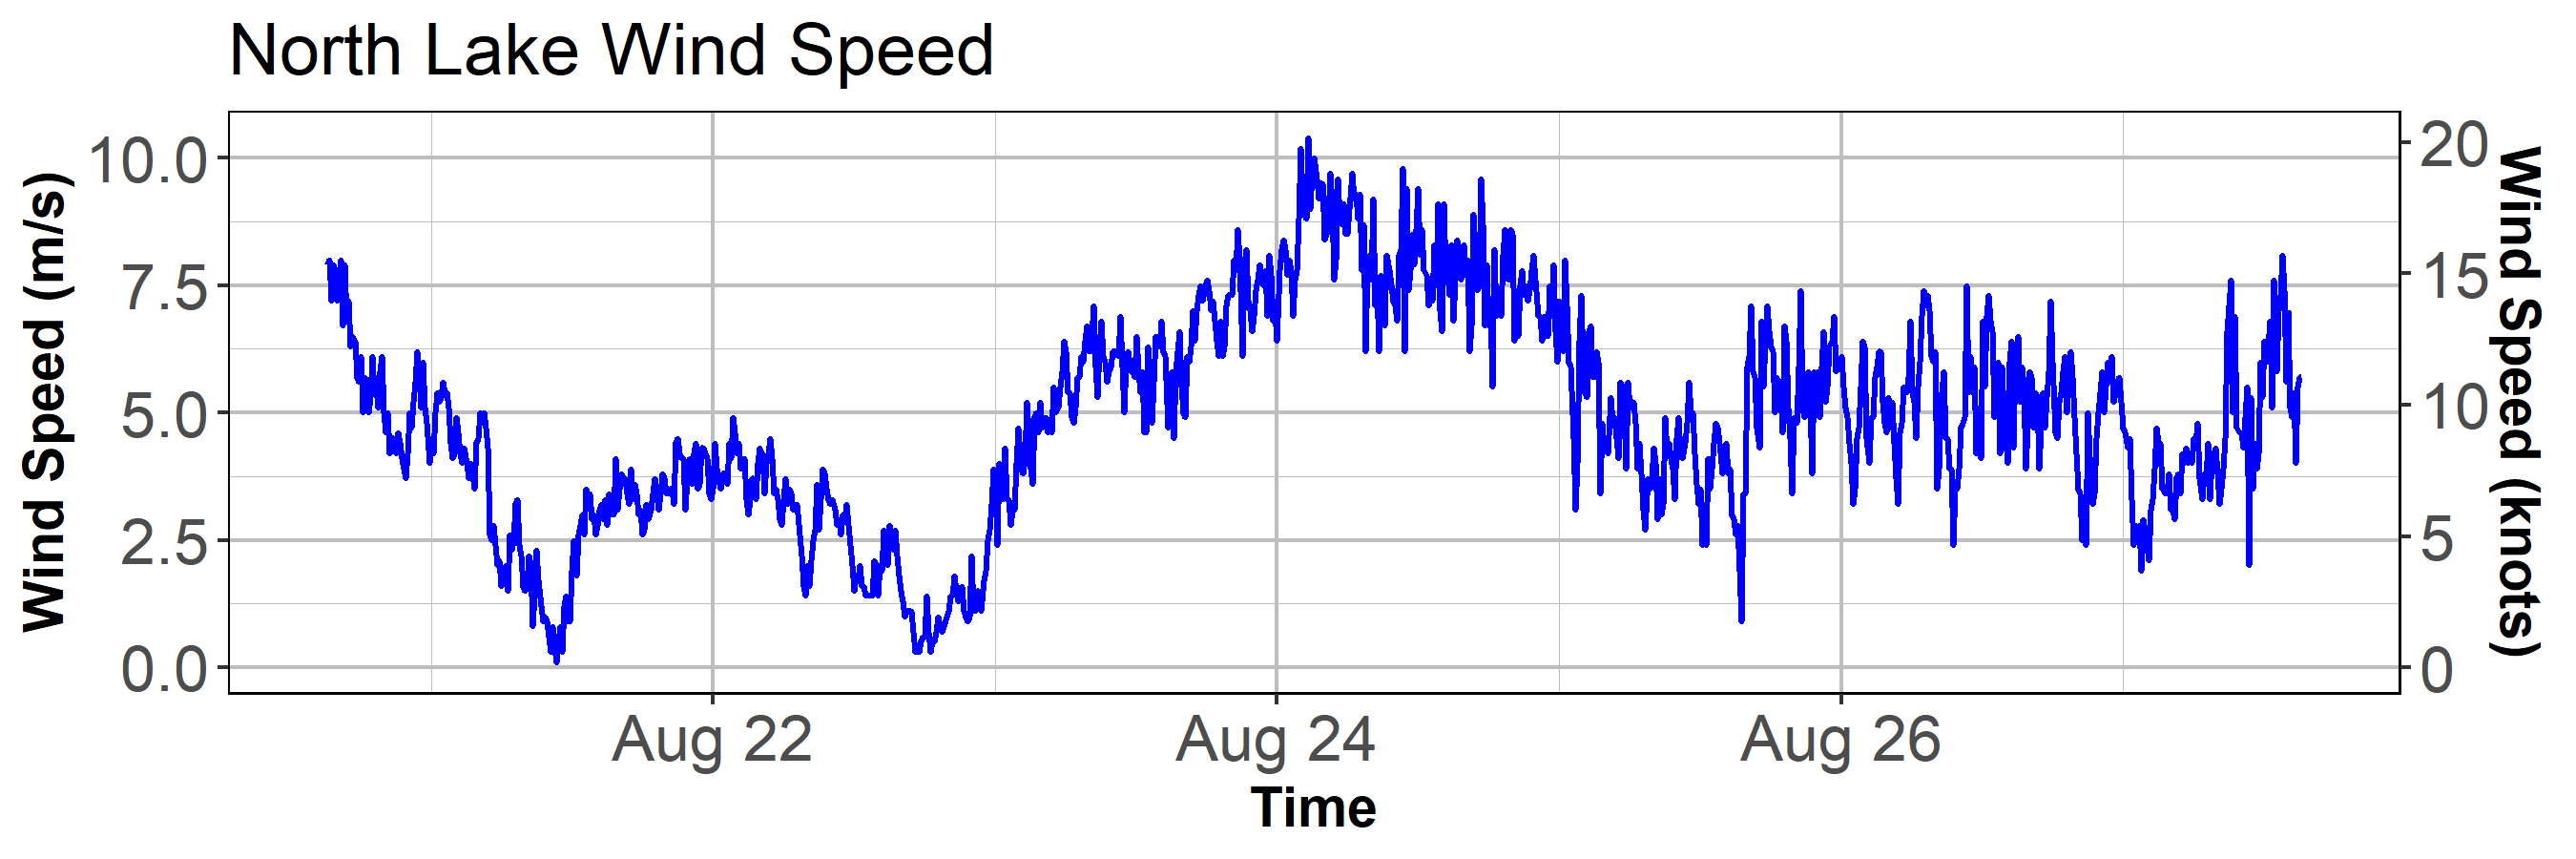 North Lake Wind Speed
Wind Speed (m/s)
10.0
7.5
5.0
2.5
0.0
20
15
10
5
0
Wind Speed (knots)
Aug 22
Aug 24
Aug 26
Time